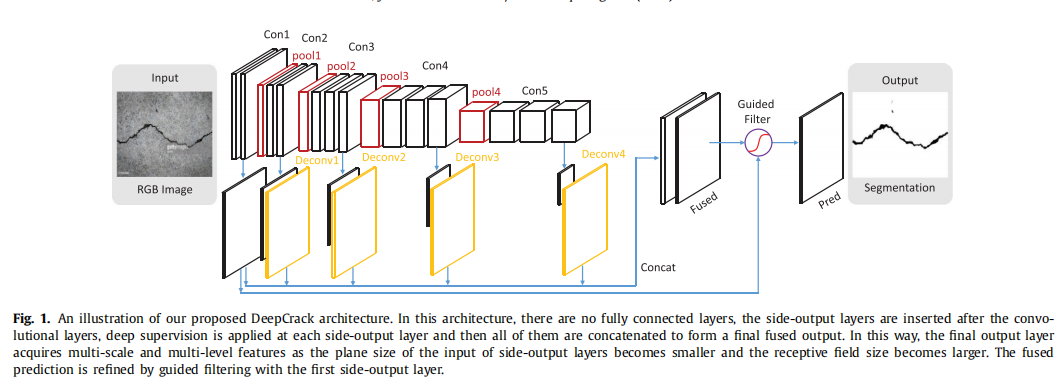 Con1
Con2
Con3
pool1
pool2
pool3
Con4
pool4
Con5
Input
RGB Image
Deconv1
Deconv2
Deconv3
Deconv4
Guided
Filter
Fused
Pred
Output
Segmentation
Concat
Fig. 1. An illustration of our proposed DeepCrack architecture. In this architecture, there are no fully connected layers, the side-output layers are inserted after the convo-
lutional layers, deep supervision is applied at each side-output layer and then all of them are concatenated to form a final fused output. In this way, the final output layer
acquires multi-scale and multi-level features as the plane size of the input of side-output layers becomes smaller and the receptive field size becomes larger. The fused
prediction is refined by guided filtering with the first side-output layer.